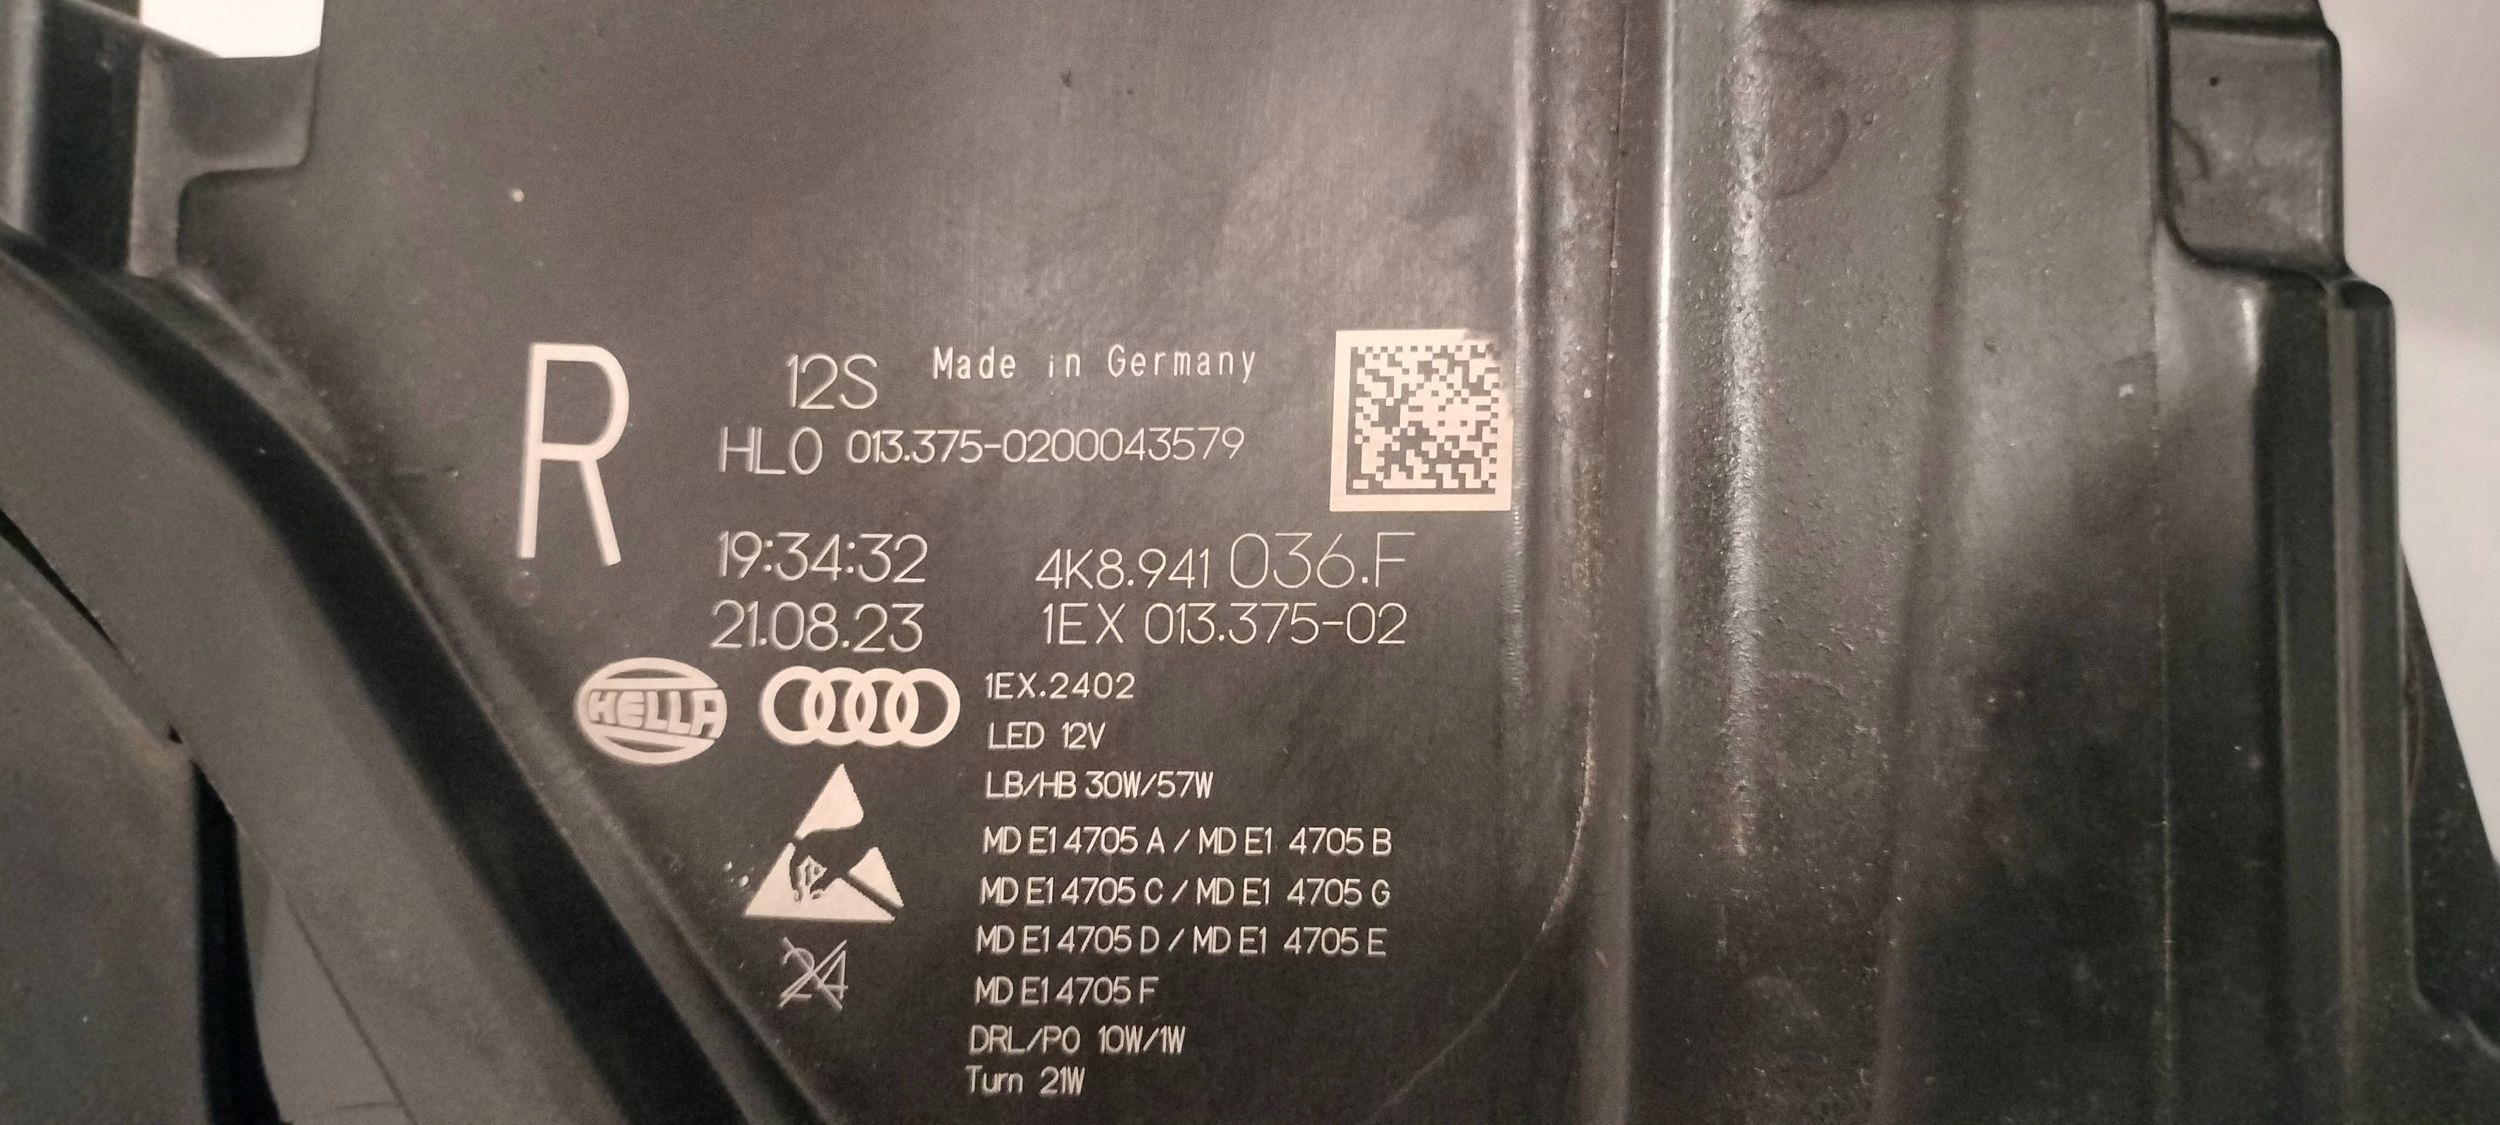 R
12S Made in Germany
HL0 013.375-0200043579
19:34:32 4K8.941 036.F
21.08.23 1EX 013.375-02
HELLA
1EX.2402
LED 12V
LB/HB 30W/57W
MD E1 4705 A / MD E1 4705 B
MD E1 4705 C / MD E1 4705 G
MD E1 4705 D / MD E1 4705 E
24
MD E1 4705 F
DRL/PO 10W/1W
Turn 21W